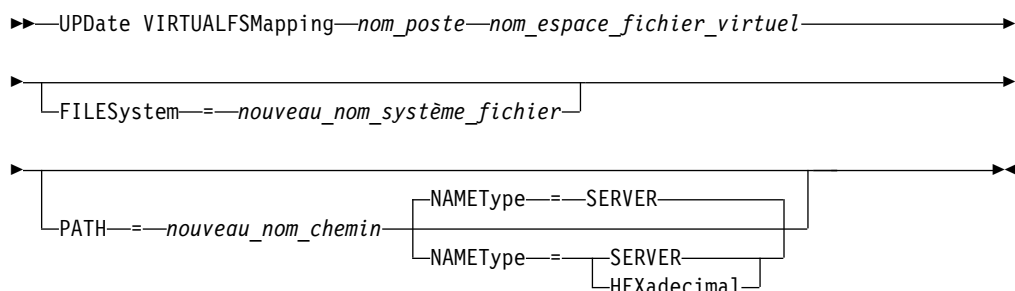 UPDate VIRTUALFSMapping nom_poste nom_espace_fichier_virtuel
FILESystem = nouveau_nom_système_fichier
NAMEType = SERVER
PATH = nouveau_nom_chemin
NAMEType = SERVER
HEXadecimal